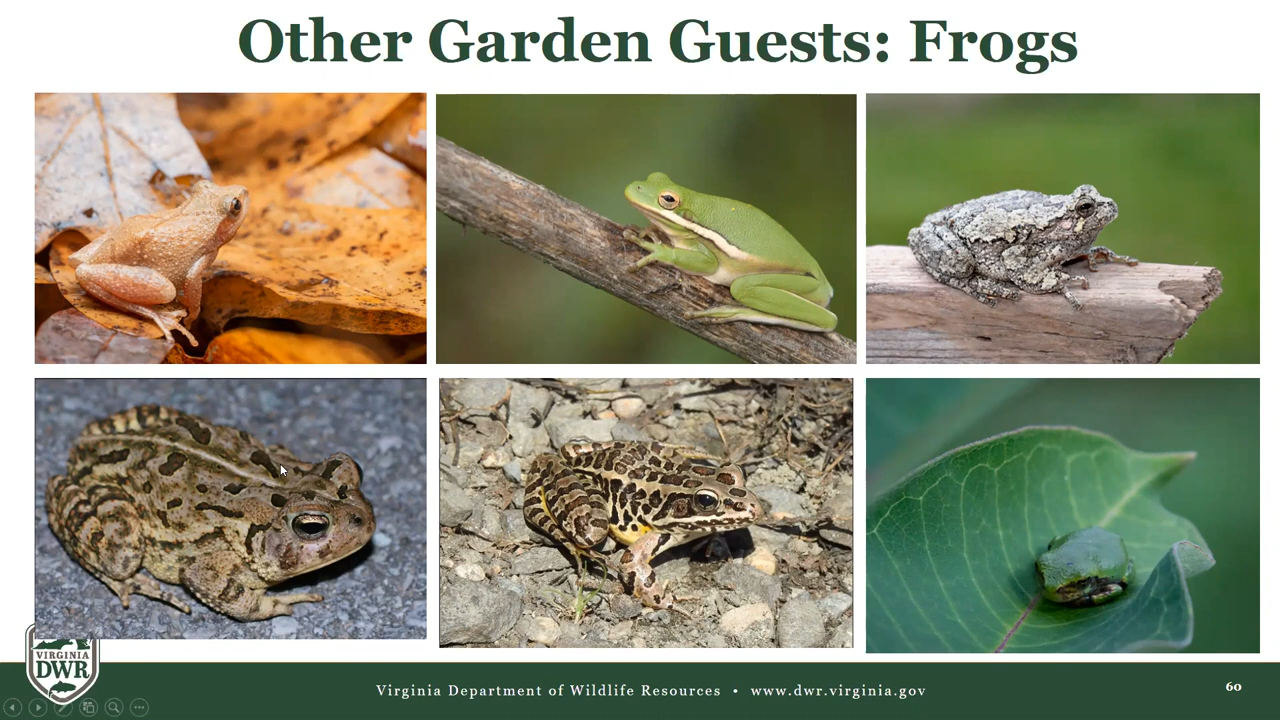 Other Garden Guests: Frogs
VIRGINIA
DWR
Virginia Department of Wildlife Resources • www.dwr.virginia.gov
60